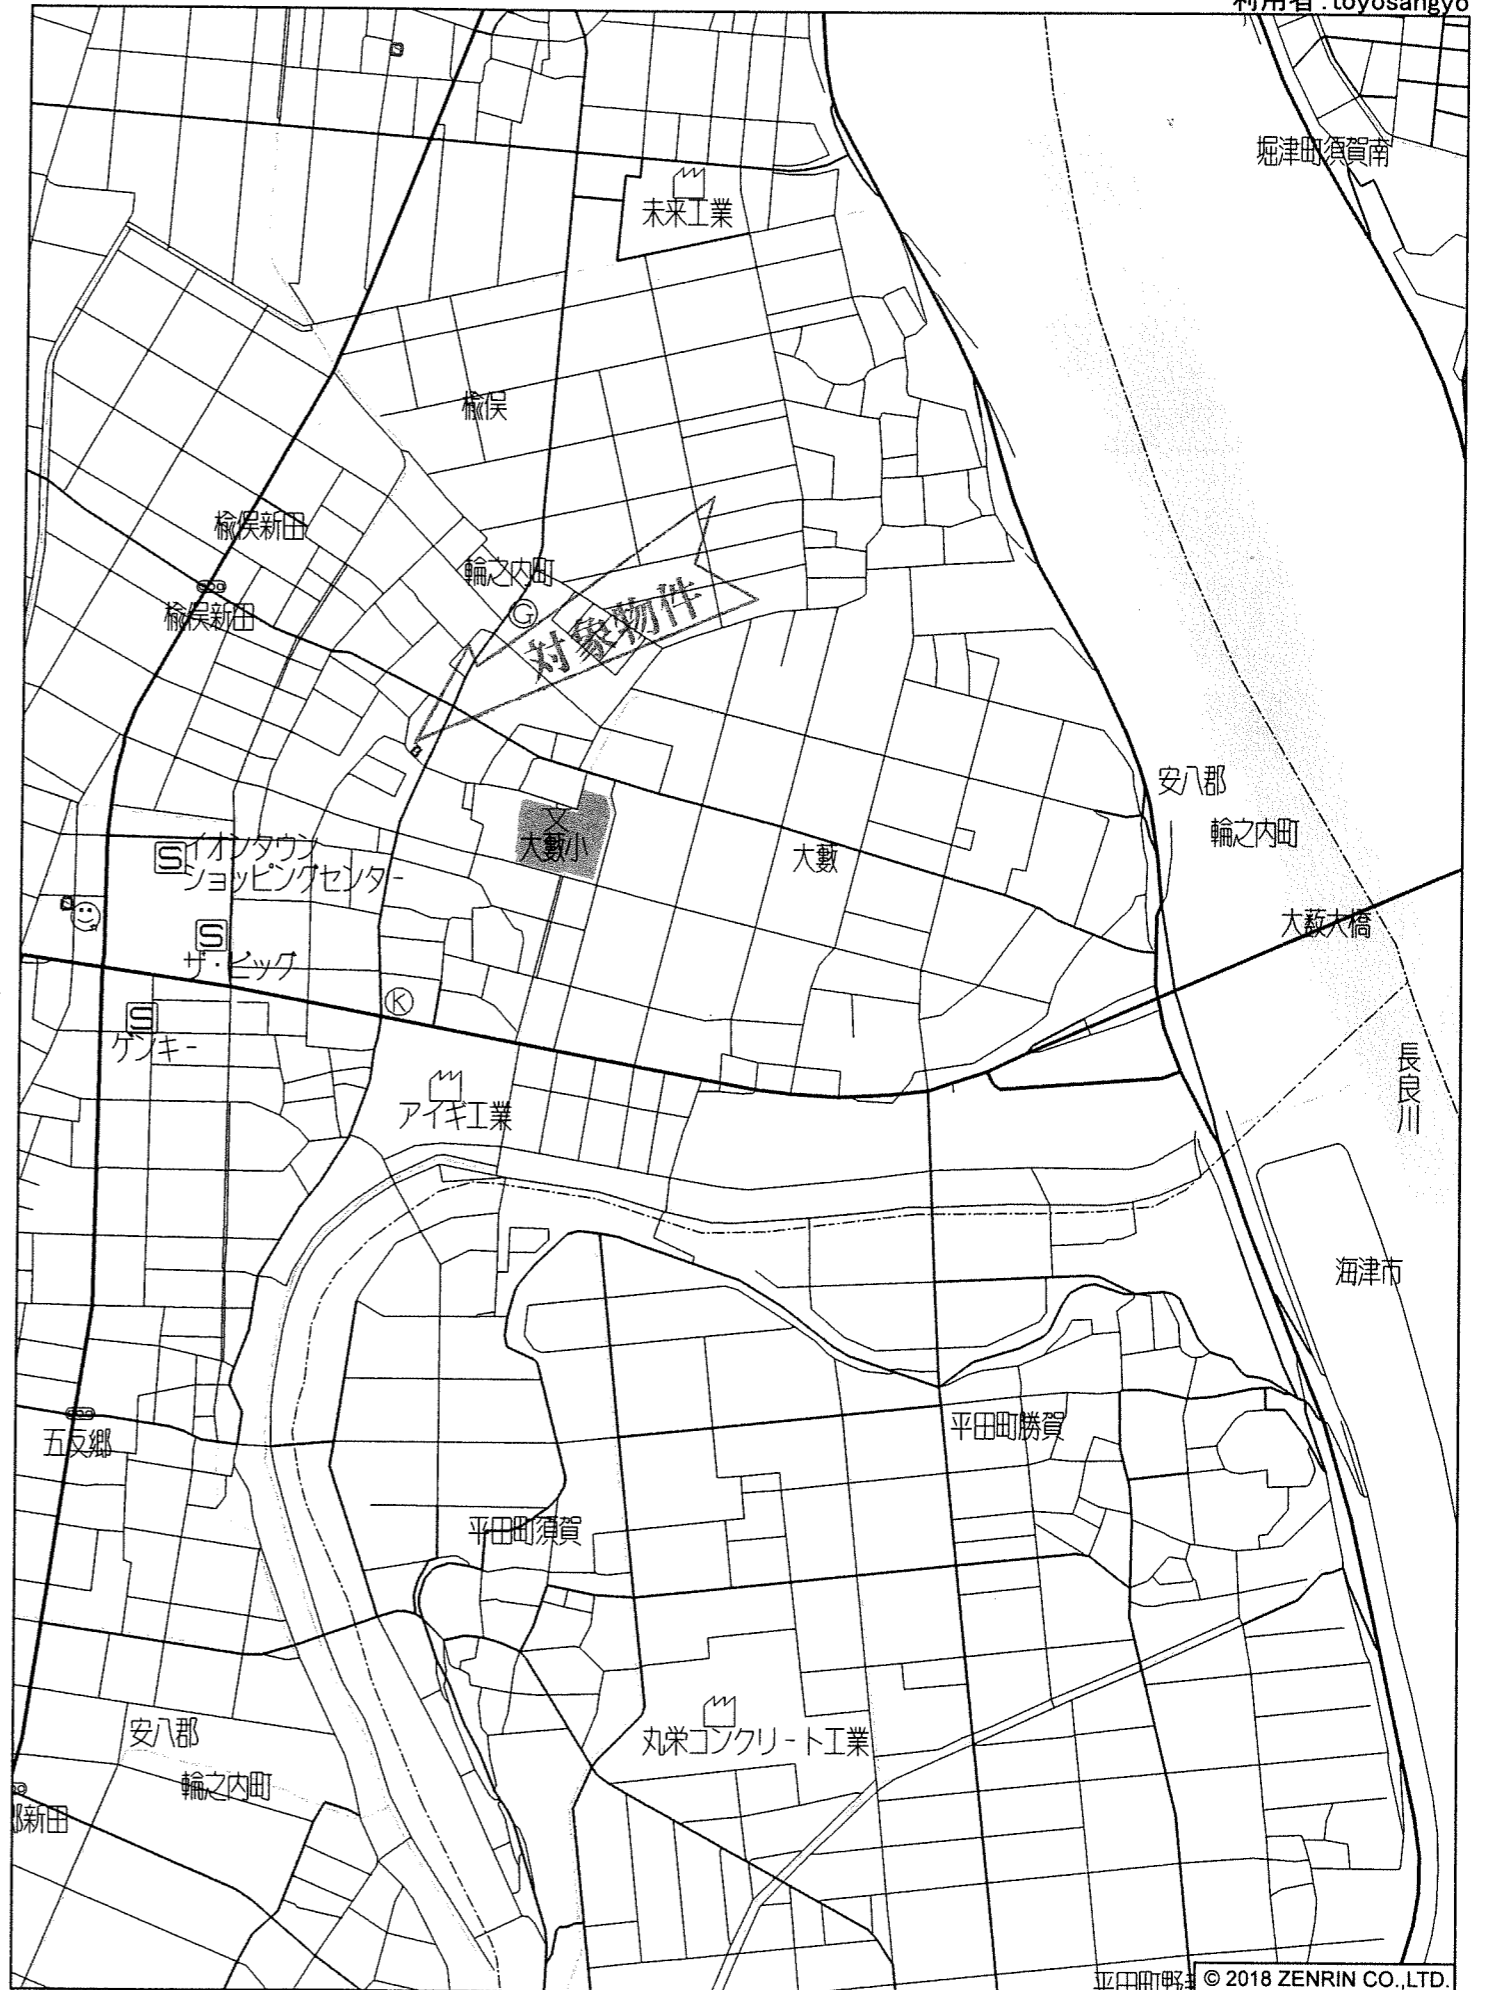 利用者:toyosangyo
堀津町須賀南
未来工業
楡俣
楡俣新田
輪之内町
楡俣新田
G
対象物件
安八郡
輪之内町
文
大藪小
大藪
S イオンタウン
ショッピングセンター
大薮大橋
S
ザ・ビッグ
K
S
ゲンキー
長良川
アイギ工業
海津市
平田町勝賀
五反郷
平田町須賀
安八郡
輪之内町
丸栄コンクリート工業
郷新田
平田町野
© 2018 ZENRIN CO.,LTD.